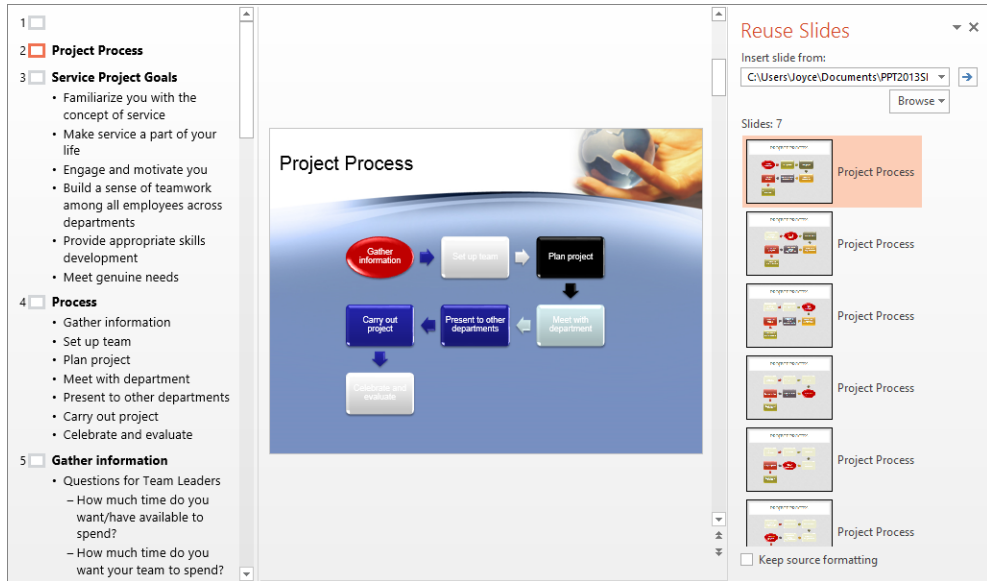 1
2 Project Process
3 Service Project Goals
• Familiarize you with the
concept of service
• Make service a part of your
life
• Engage and motivate you
• Build a sense of teamwork
among all employees across
departments
• Provide appropriate skills
development
• Meet genuine needs
4 Process
• Gather information
• Set up team
• Plan project
• Meet with department
• Present to other departments
• Carry out project
• Celebrate and evaluate
5 Gather information
• Questions for Team Leaders
– How much time do you
want/have available to
spend?
– How much time do you
want your team to spend?
Project Process
Gather
information
Set up team
Plan project
Carry out
project
Present to other
departments
Meet with
department
Celebrate and
evaluate
Reuse Slides
Insert slide from:
C:\Users\Joyce\Documents\PPT2013Sl
Browse
Slides: 7
Project Process
Project Process
Project Process
Project Process
Project Process
Project Process
Keep source formatting